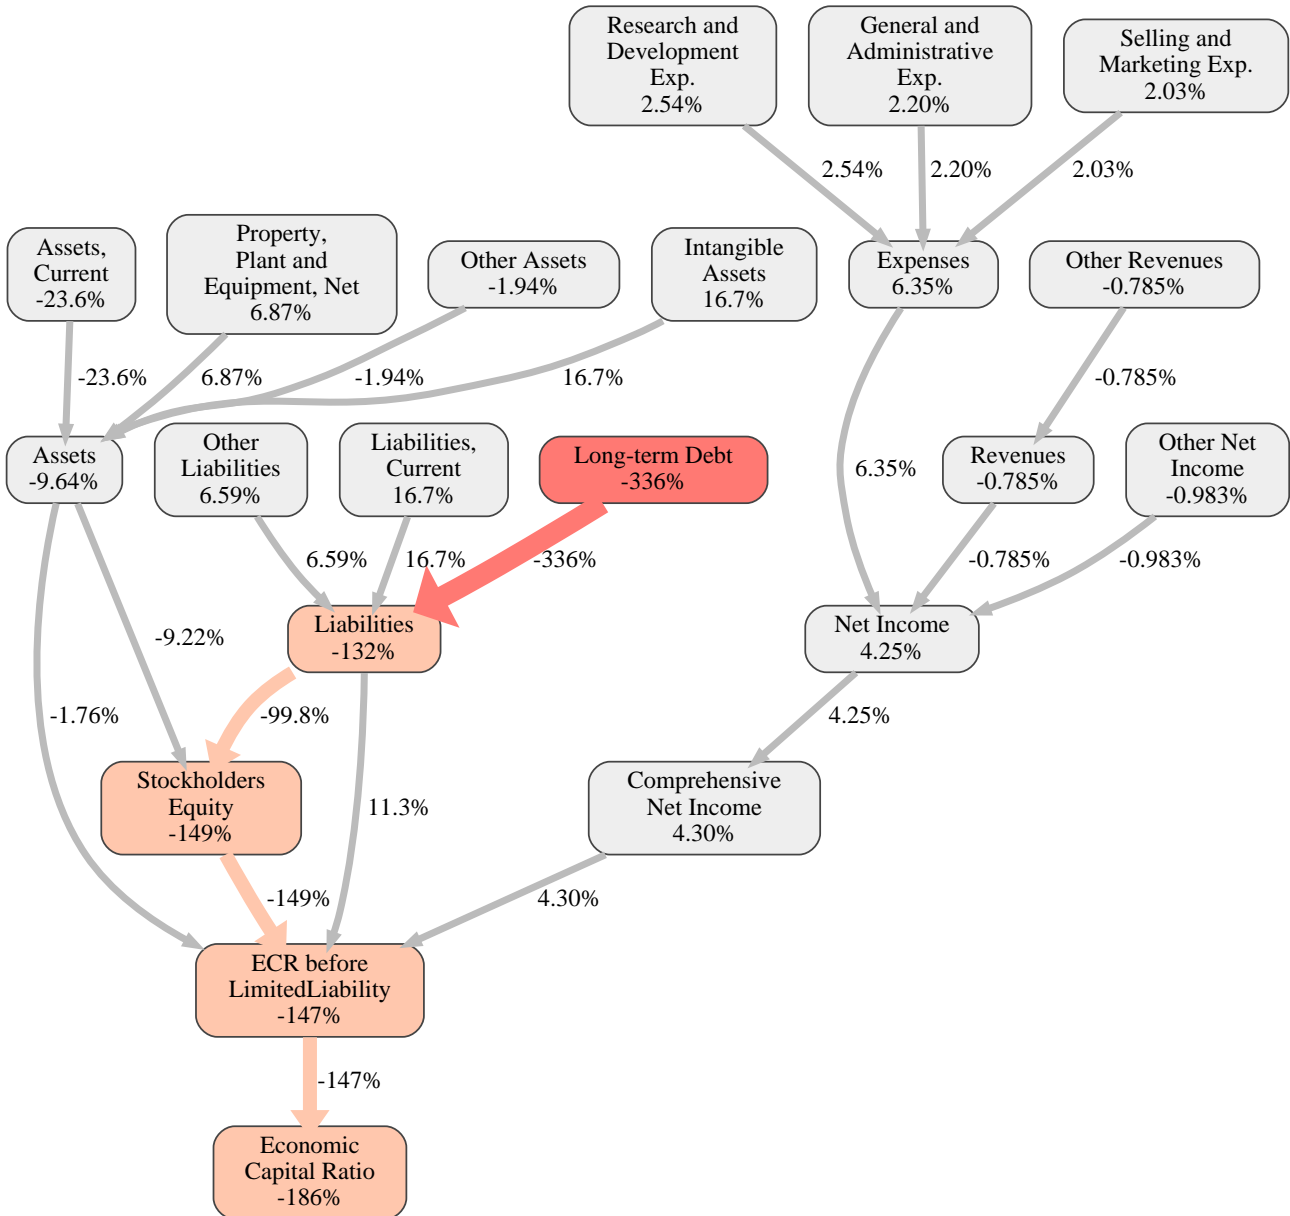 Research and
Development
Exp.
2.54%
General and
Administrative
Exp.
2.20%
Selling and
Marketing Exp.
2.03%
2.54%
2.20%
2.03%
Assets,
Current
-23.6%
Property,
Plant and
Equipment, Net
6.87%
Other Assets
-1.94%
Intangible
Assets
16.7%
Expenses
6.35%
Other Revenues
-0.785%
-23.6%
6.87%
-1.94%
16.7%
-0.785%
Assets
-9.64%
Other
Liabilities
6.59%
Liabilities,
Current
16.7%
Long-term Debt
-336%
6.35%
Revenues
-0.785%
Other Net
Income
-0.983%
6.59%
16.7%
-336%
-0.785%
-0.983%
-9.22%
Liabilities
-132%
Net Income
4.25%
-1.76%
-99.8%
4.25%
Stockholders
Equity
-149%
11.3%
Comprehensive
Net Income
4.30%
-149%
4.30%
ECR before
LimitedLiability
-147%
-147%
Economic
Capital Ratio
-186%